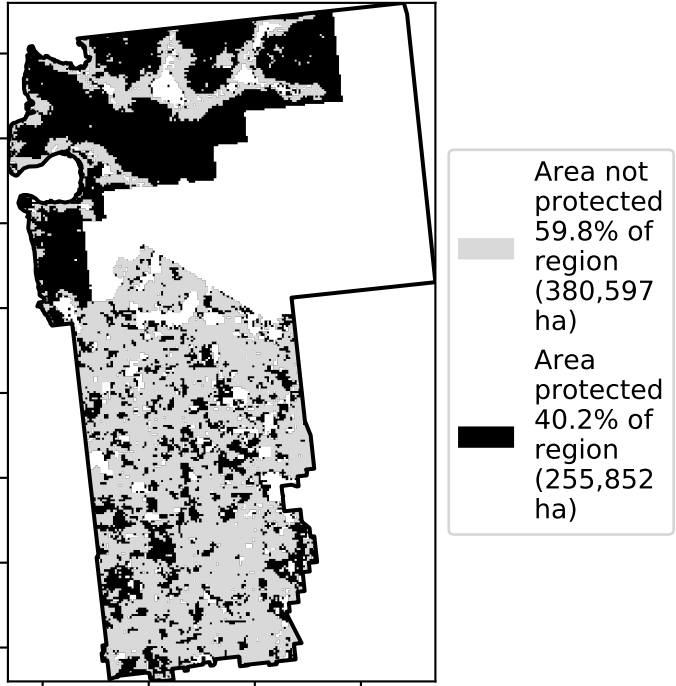 Area not
protected
59.8% of
region
(380,597
ha)
Area
protected
40.2% of
region
(255,852
ha)